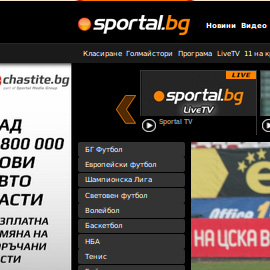 sportal.bg
Новини Видео
Класиране Голмайстори Програма LiveTV 11 на
chastite.bg
part of Sportal Media Group
LIVE
sportal.bg
LiveTV
Sportal TV
АД
800 000
ОВИ
ВТО
АСТИ
ЗПЛАТНА
МЯНА НА
РЪЧАНИ
СТИ
БГ Футбол
Европейски футбол
Шампионска Лига
Световен футбол
Волейбол
Баскетбол
НБА
Тенис
efbet
Office 1
НА ЦСКА В